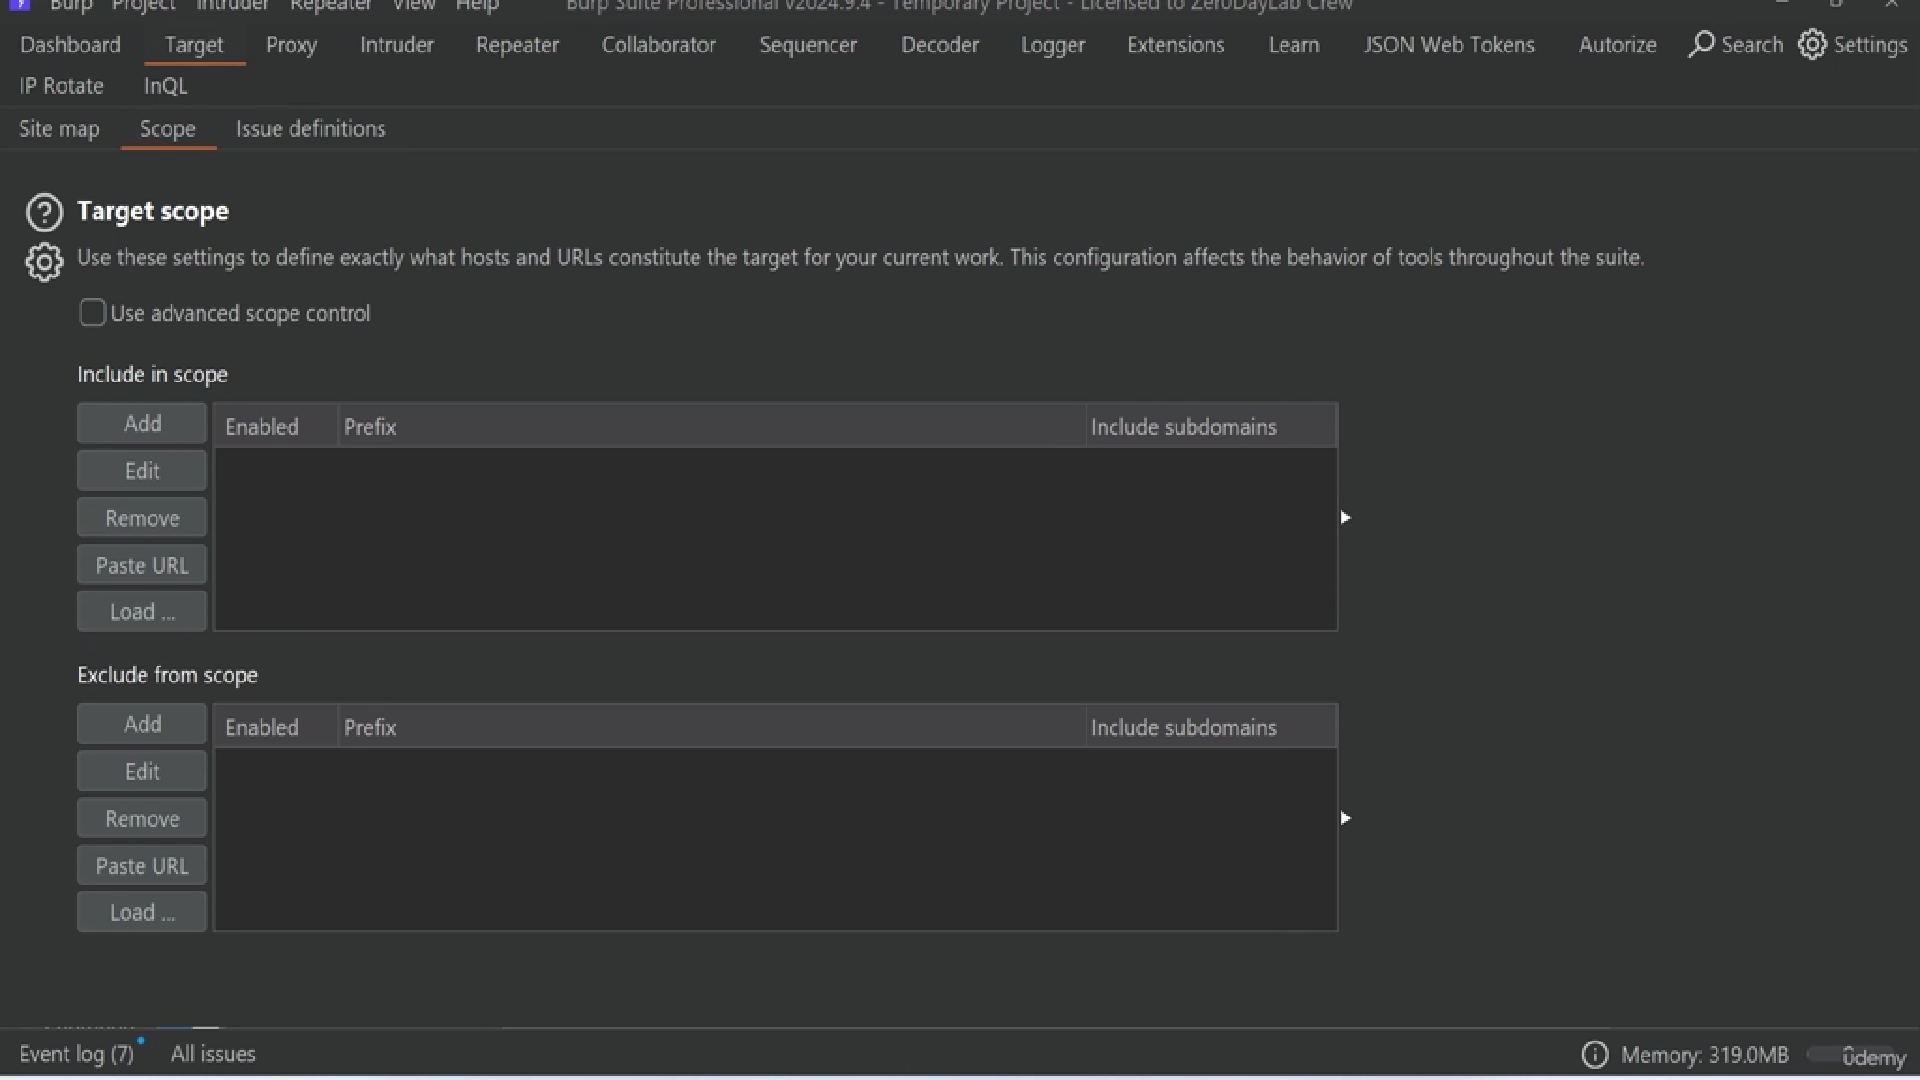 Burp Project Intruder Repeater View Help Burp Suite Professional v2024.9.4 - Temporary Project - Licensed to ZeroDayLab Crew
Dashboard Target Proxy Intruder Repeater Collaborator Sequencer Decoder Logger Extensions Learn JSON Web Tokens Autorize Search Settings
IP Rotate InQL
Site map Scope Issue definitions
Target scope
Use these settings to define exactly what hosts and URLs constitute the target for your current work. This configuration affects the behavior of tools throughout the suite.
Use advanced scope control
Include in scope
Add Enabled Prefix Include subdomains
Edit
Remove
Paste URL
Load ...
Exclude from scope
Add Enabled Prefix Include subdomains
Edit
Remove
Paste URL
Load ...
Event log (7) All issues Memory: 319.0MB ûdemy